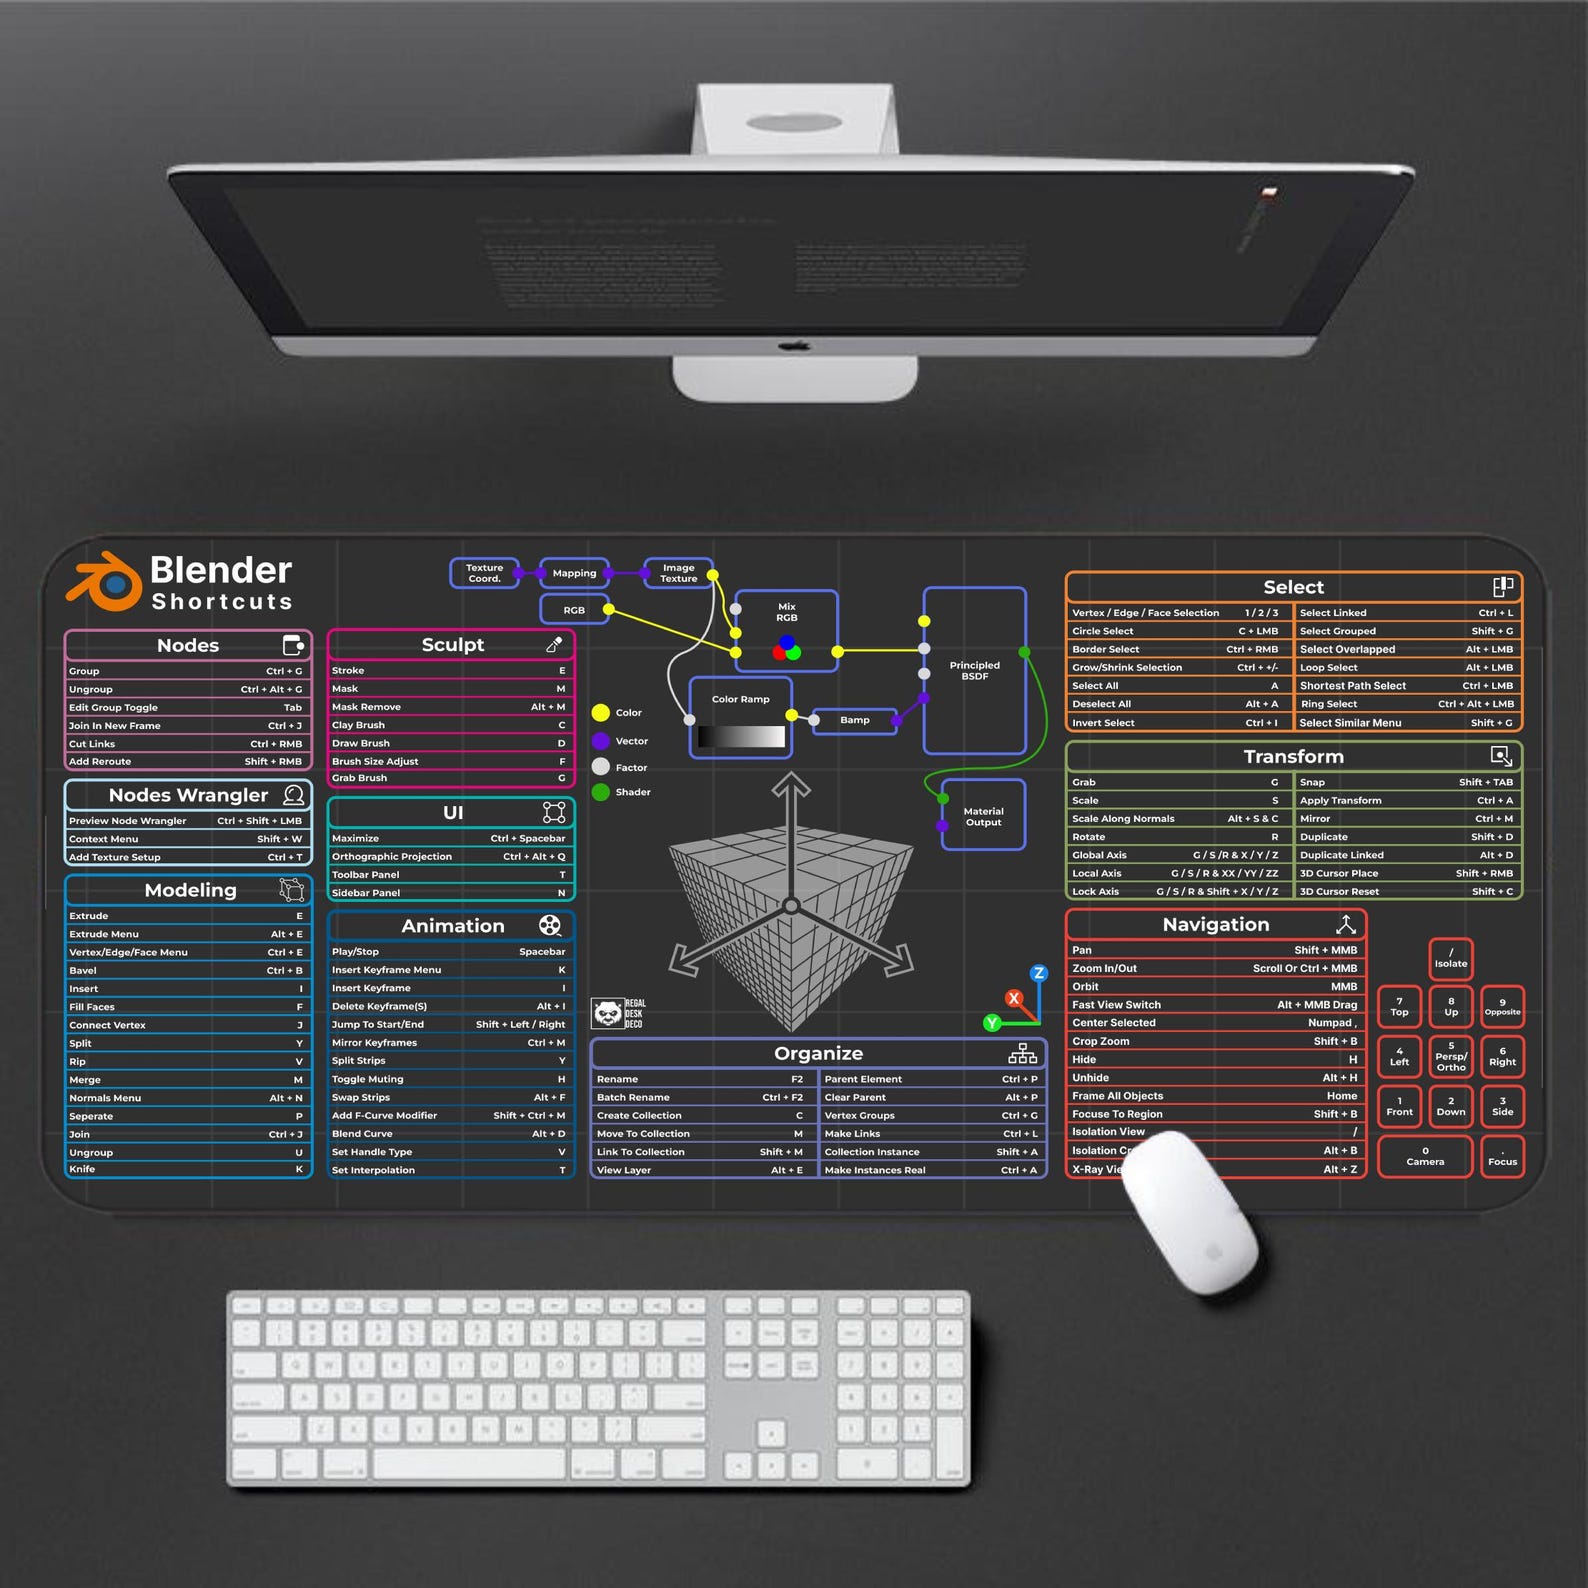 Blender
Shortcuts
Nodes
Group Ctrl + G
Ungroup Ctrl + Alt + G
Edit Group Toggle Tab
Join In New Frame Ctrl + J
Cut Links Ctrl + RMB
Add Reroute Shift + RMB
Nodes Wrangler
Preview Node Wrangler Ctrl + Shift + LMB
Context Menu Shift + W
Add Texture Setup Ctrl + T
Modeling
Extrude E
Extrude Menu Alt + E
Vertex/Edge/Face Menu Ctrl + E
Bavel Ctrl + B
Insert I
Fill Faces F
Connect Vertex J
Split Y
Rip V
Merge M
Normals Menu Alt + N
Seperate P
Join Ctrl + J
Ungroup U
Knife K
Sculpt
Stroke E
Mask M
Mask Remove Alt + M
Clay Brush C
Draw Brush D
Brush Size Adjust F
Grab Brush G
UI
Maximize Ctrl + Spacebar
Orthographic Projection Ctrl + Alt + Q
Toolbar Panel T
Sidebar Panel N
Animation
Play/Stop Spacebar
Insert Keyframe Menu K
Insert Keyframe I
Delete Keyframe(S) Alt + I
Jump To Start/End Shift + Left / Right
Mirror Keyframes Ctrl + M
Split Strips Y
Toggle Muting H
Swap Strips Alt + F
Add F-Curve Modifier Shift + Ctrl + M
Blend Curve Alt + D
Set Handle Type V
Set Interpolation T
Texture
Coord.
Mapping
Image
Texture
RGB
Mix
RGB
Color Ramp
Bamp
Principled
BSDF
Material
Output
Color
Vector
Factor
Shader
Z
X
Y
REGAL
DESK
DECO
Organize
Rename F2 Parent Element Ctrl + P
Batch Rename Ctrl + F2 Clear Parent Alt + P
Create Collection C Vertex Groups Ctrl + G
Move To Collection M Make Links Ctrl + L
Link To Collection Shift + M Collection Instance Shift + A
View Layer Alt + E Make Instances Real Ctrl + A
Select
Vertex / Edge / Face Selection 1 / 2 / 3 Select Linked Ctrl + L
Circle Select C + LMB Select Grouped Shift + G
Border Select Ctrl + RMB Select Overlapped Alt + LMB
Grow/Shrink Selection Ctrl + +/- Loop Select Alt + LMB
Select All A Shortest Path Select Ctrl + LMB
Deselect All Alt + A Ring Select Ctrl + Alt + LMB
Invert Select Ctrl + I Select Similar Menu Shift + G
Transform
Grab G Snap Shift + TAB
Scale S Apply Transform Ctrl + A
Scale Along Normals Alt + S & C Mirror Ctrl + M
Rotate R Duplicate Shift + D
Global Axis G / S /R & X / Y / Z Duplicate Linked Alt + D
Local Axis G / S / R & XX / YY / ZZ 3D Cursor Place Shift + RMB
Lock Axis G / S / R & Shift + X / Y / Z 3D Cursor Reset Shift + C
Navigation
Pan Shift + MMB
Zoom In/Out Scroll Or Ctrl + MMB
Orbit MMB
Fast View Switch Alt + MMB Drag
Center Selected Numpad ,
Crop Zoom Shift + B
Hide H
Unhide Alt + H
Frame All Objects Home
Focuse To Region Shift + B
Isolation View /
Isolation Alt + B
X-Ray Alt + Z
/
Isolate
7
Top
8
Up
9
Opposite
4
Left
5
Persp/
Ortho
6
Right
1
Front
2
Down
3
Side
0
Camera
.
Focus